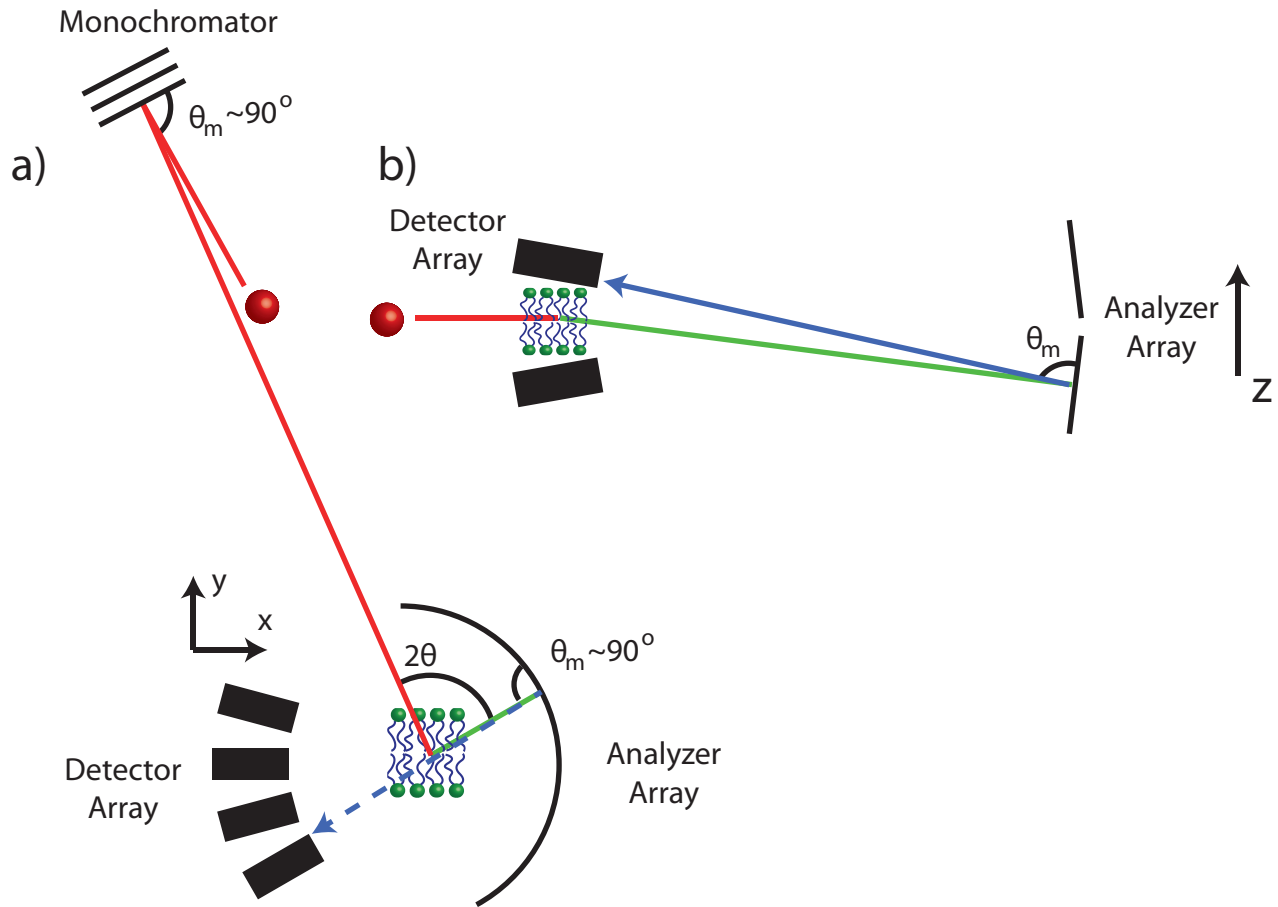 Monochromator
θm ~90°
a)
b)
Detector
Array
θm
Analyzer
Array
Z
y
x
2θ
θm ~90°
Detector
Array
Analyzer
Array